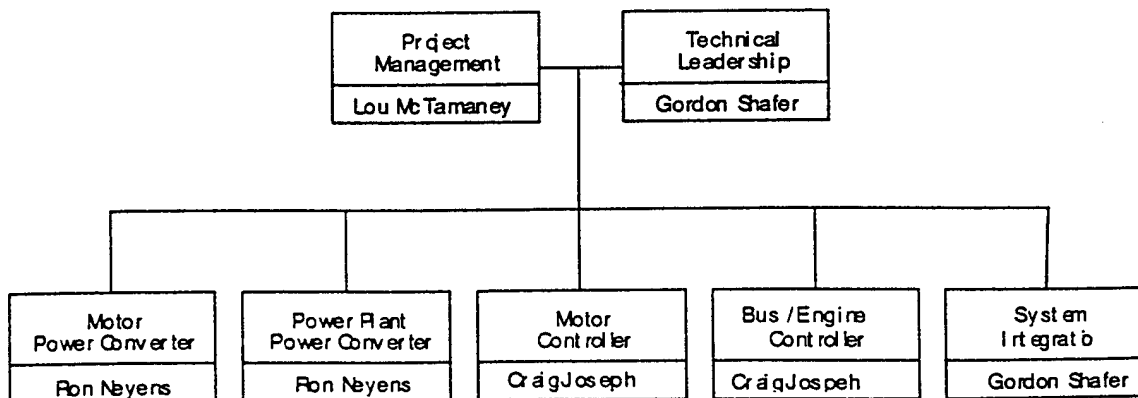 Project
Management
Lou McTamaney
Technical
Leadership
Gordon Shafer
Motor
Power Converter
Ron Neyens
Power Plant
Power Converter
Ron Neyens
Motor
Controller
Craig Joseph
Bus / Engine
Controller
Craig Jospeh
System
Integratio
Gordon Shafer